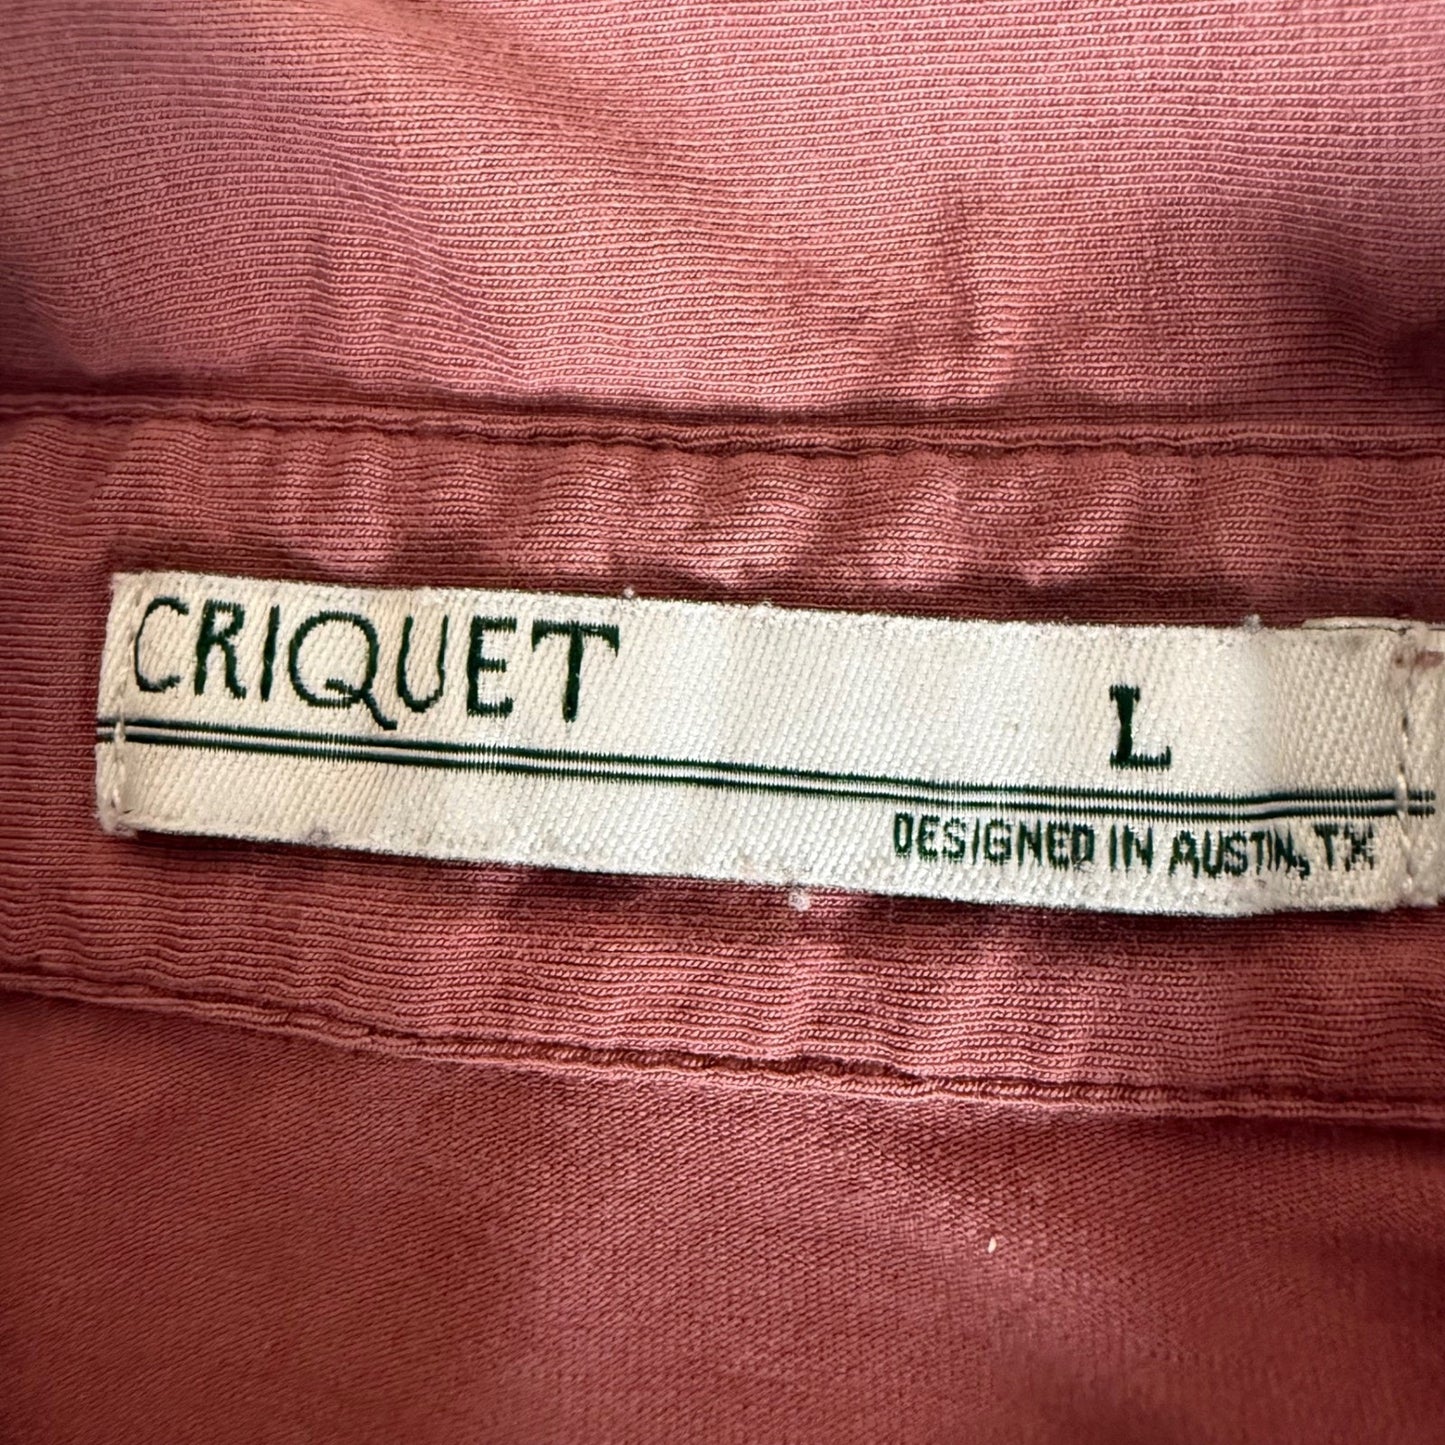 CRIQUET
L
DESIGNED IN AUSTIN, TX